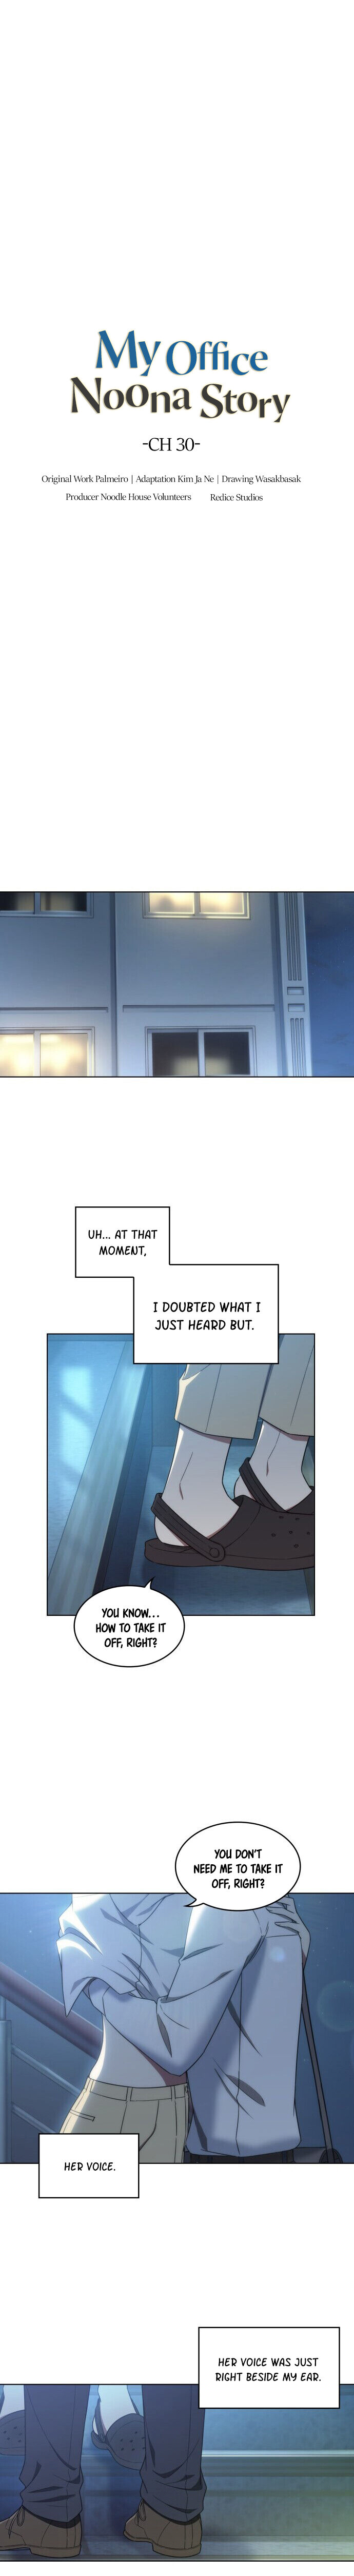 My Office
Noona Story
-CH 30-
Original Work Palmeiro | Adaptation Kim Ja Ne | Drawing Wasakbasak
Producer Noodle House Volunteers Redice Studios
UH... AT THAT
MOMENT,
I DOUBTED WHAT I
JUST HEARD BUT.
YOU KNOW...
HOW TO TAKE IT
OFF, RIGHT?
YOU DON'T
NEED ME TO TAKE IT
OFF, RIGHT?
HER VOICE.
HER VOICE WAS JUST
RIGHT BESIDE MY EAR.